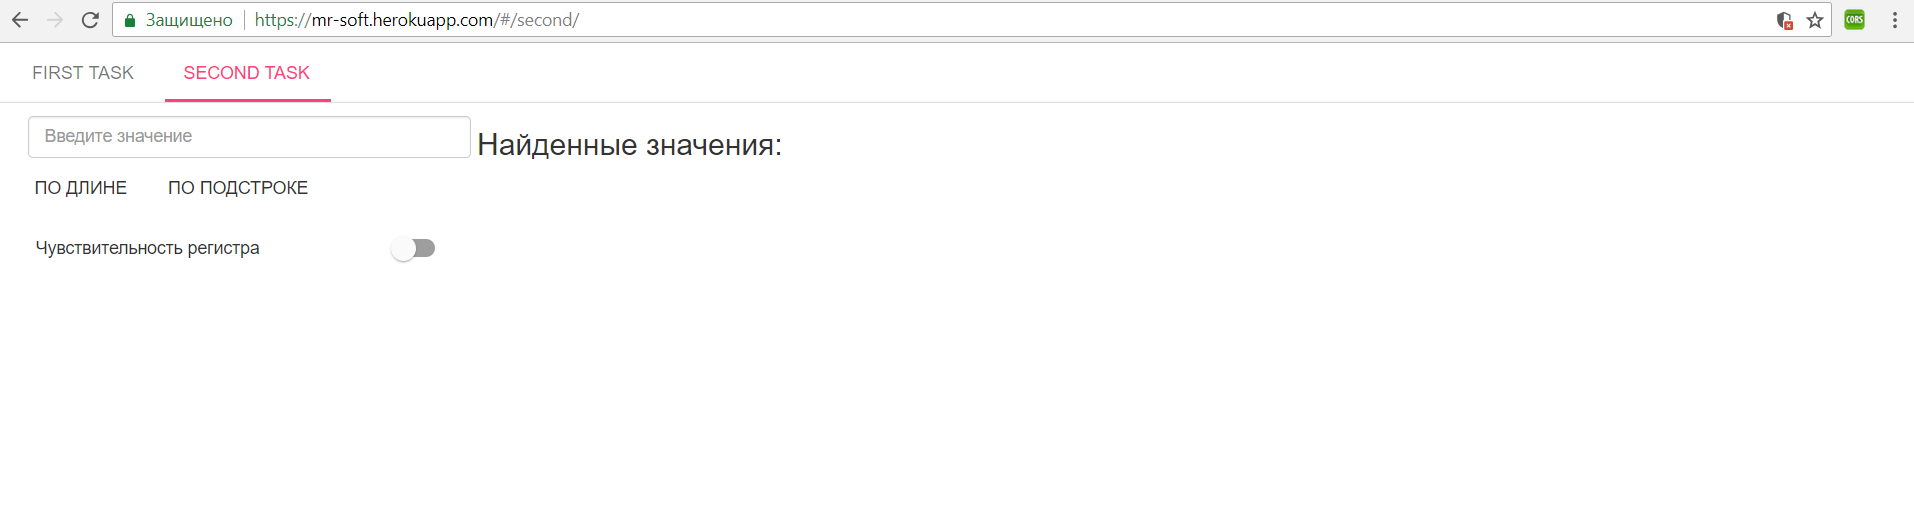 Защищено https://mr-soft.herokuapp.com/#/second/ CORS
FIRST TASK SECOND TASK
Введите значение
Найденные значения:
ПО ДЛИНЕ ПО ПОДСТРОКЕ
Чувствительность регистра